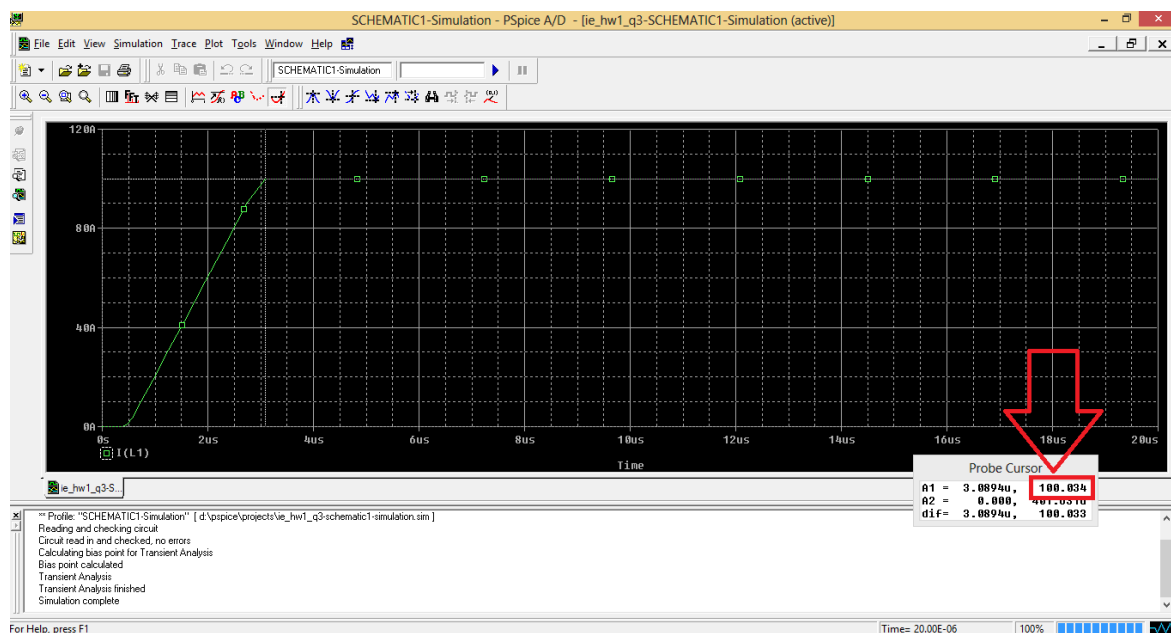 SCHEMATIC1-Simulation - PSpice A/D - [ie_hw1_q3-SCHEMATIC1-Simulation (active)]
File Edit View Simulation Trace Plot Tools Window Help
SCHEMATIC1-Simulation
120A
80A
40A
0A
0s 2us 4us 6us 8us 10us 12us 14us 16us 18us 20us
I(L1)
Time
Probe Cursor
A1 = 3.0894u, 100.034
A2 = 0.000,
dif= 3.0894u, 100.033
ie_hw1_q3-S...
** Profile: "SCHEMATIC1-Simulation" [ d:\pspice\projects\ie_hw1_q3-schematic1-simulation.sim ]
Reading and checking circuit
Circuit read in and checked, no errors
Calculating bias point for Transient Analysis
Bias point calculated
Transient Analysis
Transient Analysis finished
Simulation complete
For Help, press F1
Time= 20.00E-06 100%